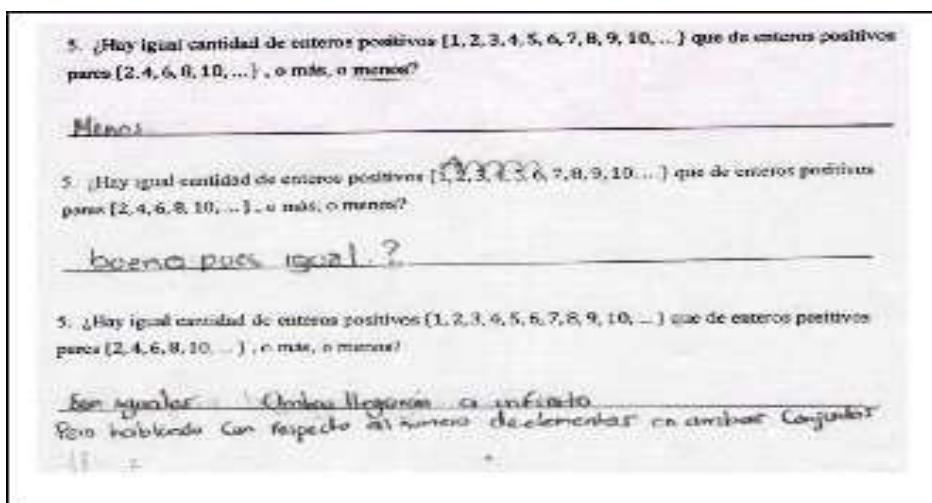 5. ¿Hay igual cantidad de enteros positivos {1, 2, 3, 4, 5, 6, 7, 8, 9, 10, ... } que de enteros positivos
pares {2, 4, 6, 8, 10, ...} , o más, o menos?
Menos
5. ¿Hay igual cantidad de enteros positivos {1, 2, 3, 4, 5, 6, 7, 8, 9, 10, ... } que de enteros positivos
pares {2, 4, 6, 8, 10, ...} , o más, o menos?
bueno pues igual. ?
5. ¿Hay igual cantidad de enteros positivos {1, 2, 3, 4, 5, 6, 7, 8, 9, 10, ... } que de enteros positivos
pares {2, 4, 6, 8, 10, ... } , o más, o menos?
Son iguales Ambos llegarían a infinito
Pero hablando con respecto al número de elementos en ambos conjuntos